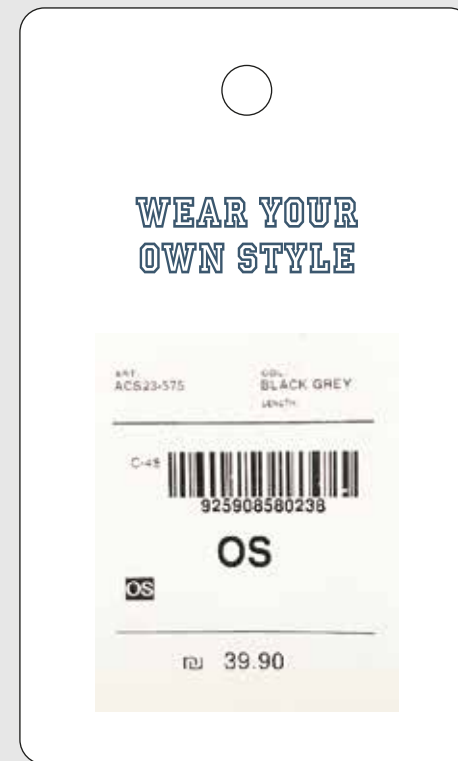 WEAR YOUR
OWN STYLE
ART.
COL.
ACS23-575 BLACK GREY
LENGTH
C-48
925908580238
OS
OS
₪ 39.90